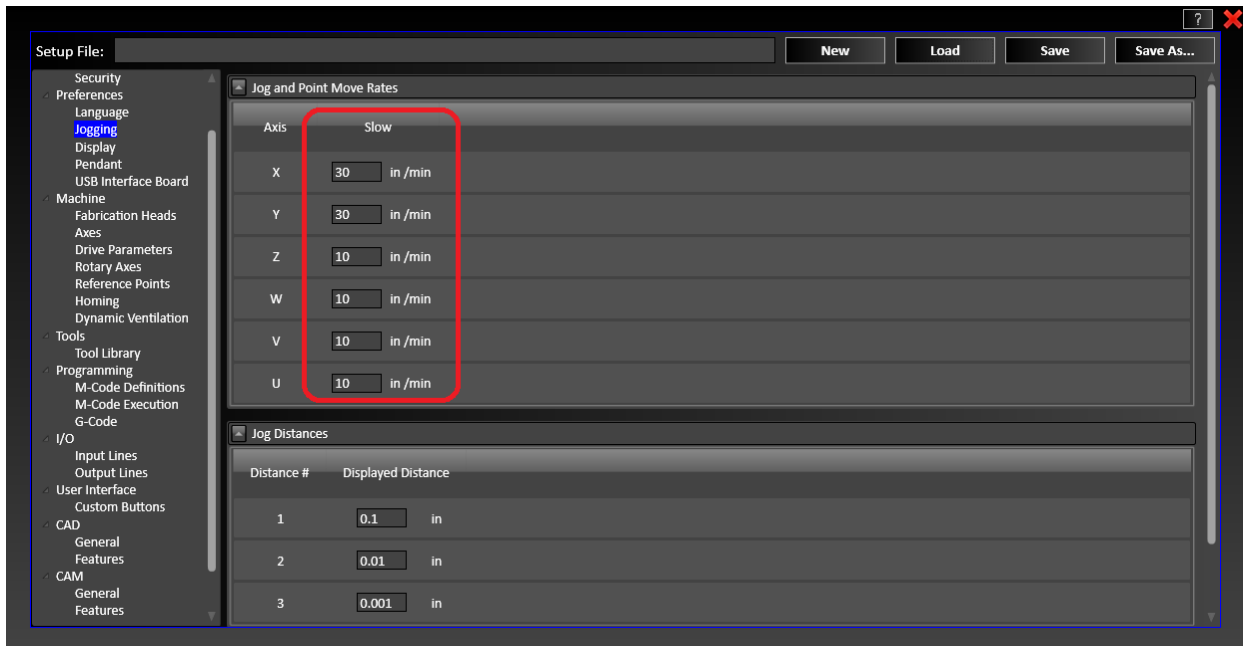 ?
Setup File:
New
Load
Save
Save As...
Security
Preferences
Language
Jogging
Display
Pendant
USB Interface Board
Machine
Fabrication Heads
Axes
Drive Parameters
Rotary Axes
Reference Points
Homing
Dynamic Ventilation
Tools
Tool Library
Programming
M-Code Definitions
M-Code Execution
G-Code
I/O
Input Lines
Output Lines
User Interface
Custom Buttons
CAD
General
Features
CAM
General
Features
Jog and Point Move Rates
Axis Slow
X 30 in /min
Y 30 in /min
Z 10 in /min
W 10 in /min
V 10 in /min
U 10 in /min
Jog Distances
Distance # Displayed Distance
1 0.1 in
2 0.01 in
3 0.001 in